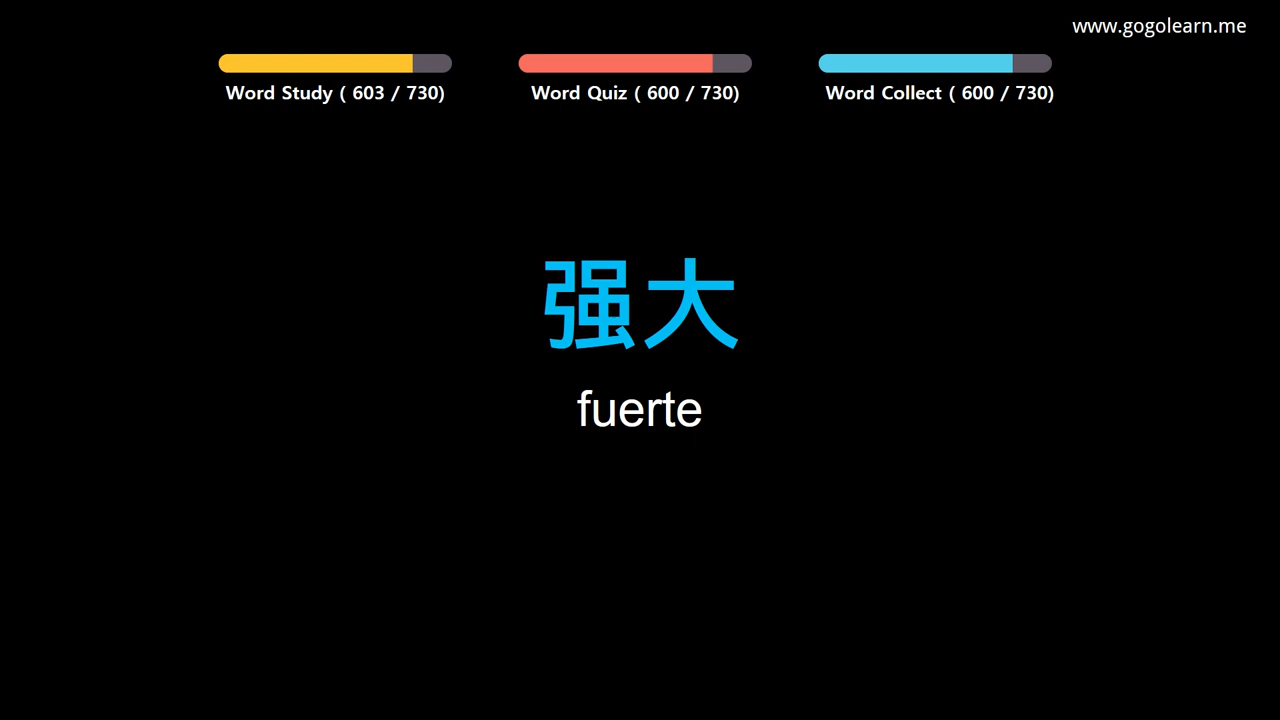 www.gogolearn.me
Word Study ( 603 / 730)
Word Quiz ( 600 / 730)
Word Collect ( 600 / 730)
强大
fuerte